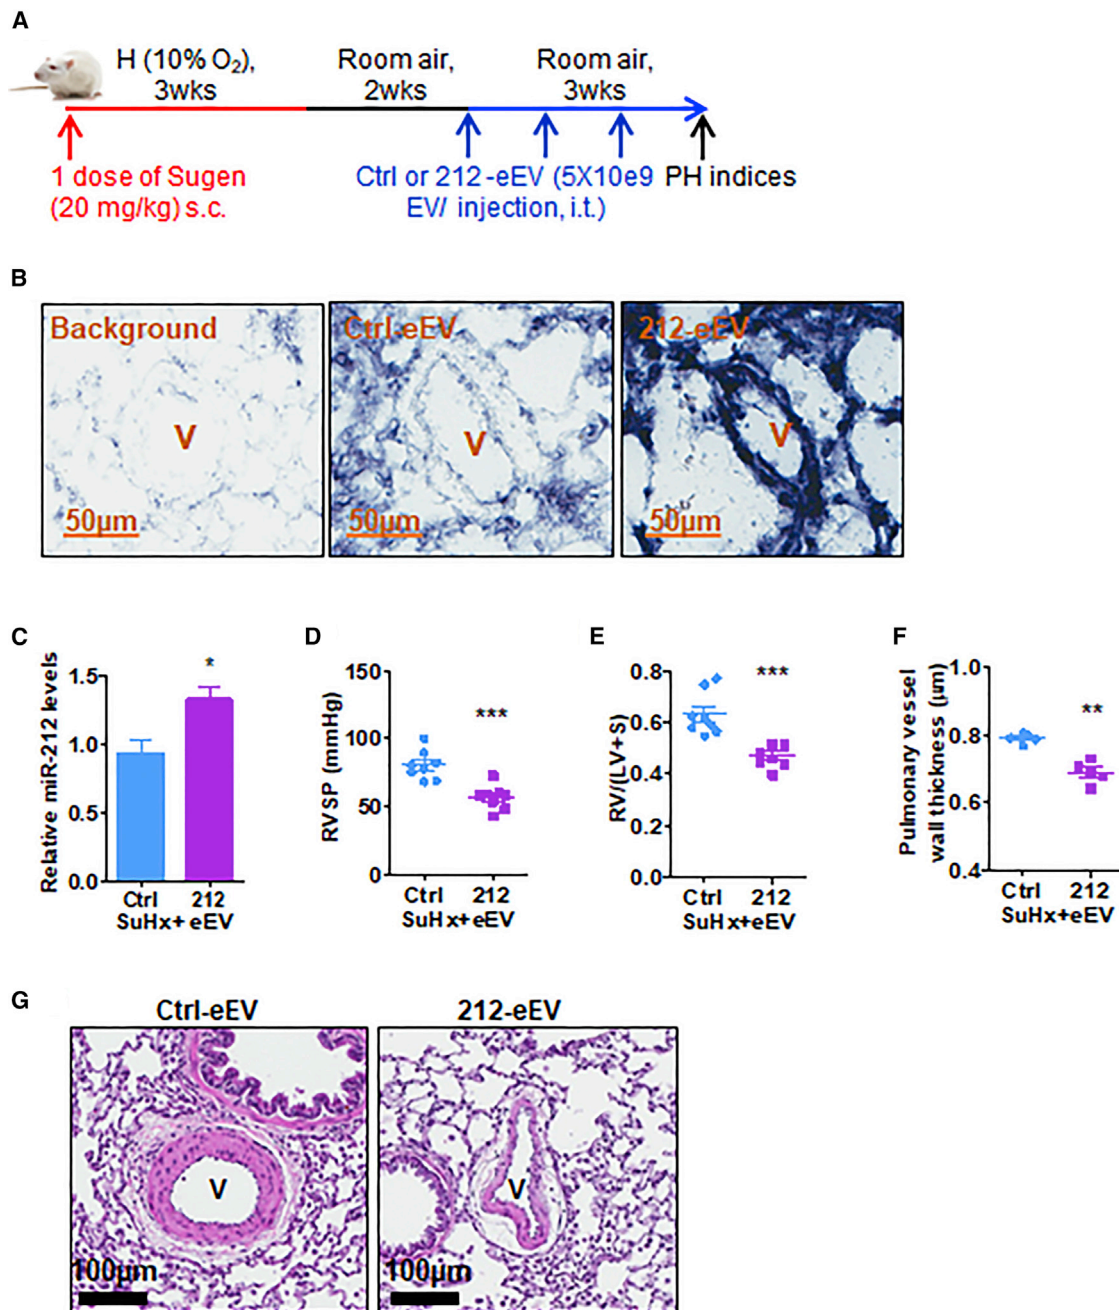 A
H (10% O₂),
3wks
Room air,
2wks
Room air,
3wks
1 dose of Sugen
(20 mg/kg) s.c.
Ctrl or 212 -eEV (5X10e9
EV/ injection, i.t.)
PH indices
B
Background
V
50µm
Ctrl-eEV
V
50µm
212-eEV
V
50µm
C
Relative miR-212 levels
1.5
1.0
0.5
0.0
*
Ctrl 212
SuHx+eEV
D
RVSP (mmHg)
150
100
50
0
***
Ctrl 212
SuHx+eEV
E
RV/(LV+S)
0.8
0.6
0.4
0.2
0.0
***
Ctrl 212
SuHx+eEV
F
Pulmonary vessel
wall thickness (µm)
1.0
0.8
0.6
0.4
**
Ctrl 212
SuHx+eEV
G
Ctrl-eEV
V
100µm
212-eEV
V
100µm